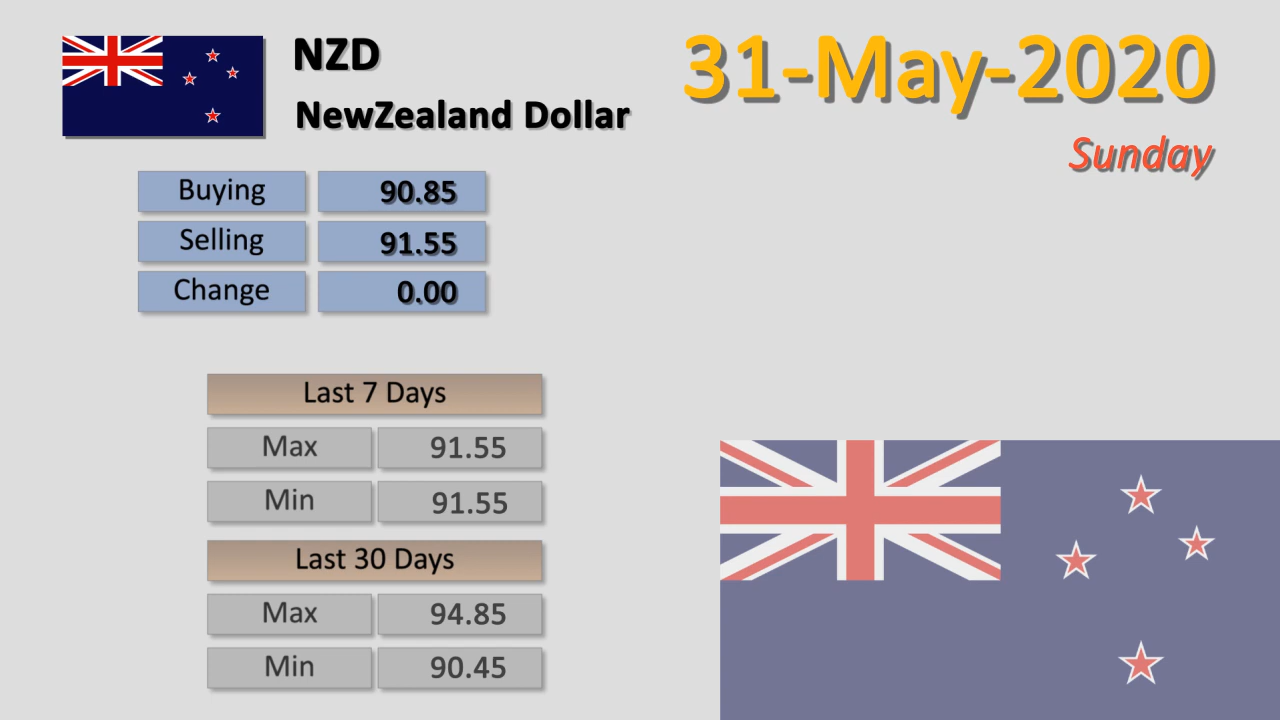 NZD
NewZealand Dollar
31-May-2020
Sunday
Buying 90.85
Selling 91.55
Change 0.00
Last 7 Days
Max 91.55
Min 91.55
Last 30 Days
Max 94.85
Min 90.45